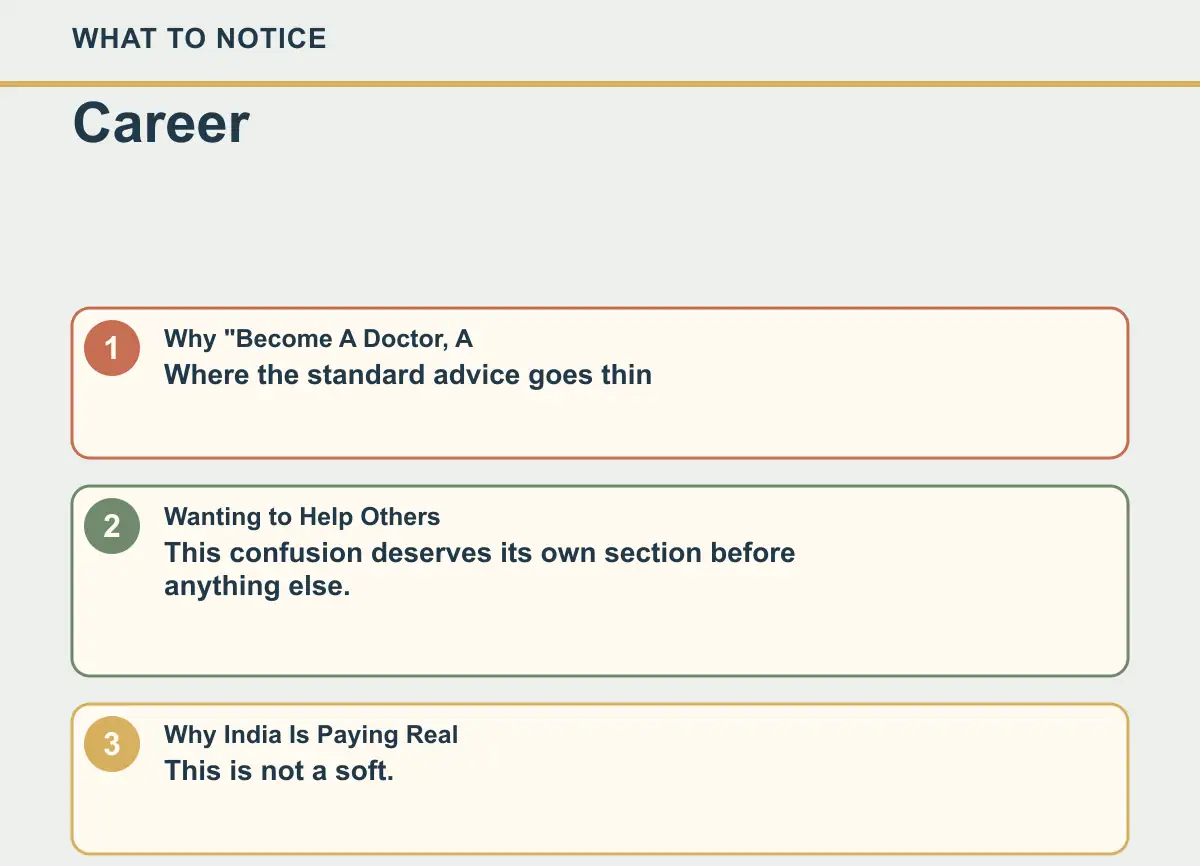 WHAT TO NOTICE
Career
1
Why "Become A Doctor, A
Where the standard advice goes thin
2
Wanting to Help Others
This confusion deserves its own section before
anything else.
3
Why India Is Paying Real
This is not a soft.